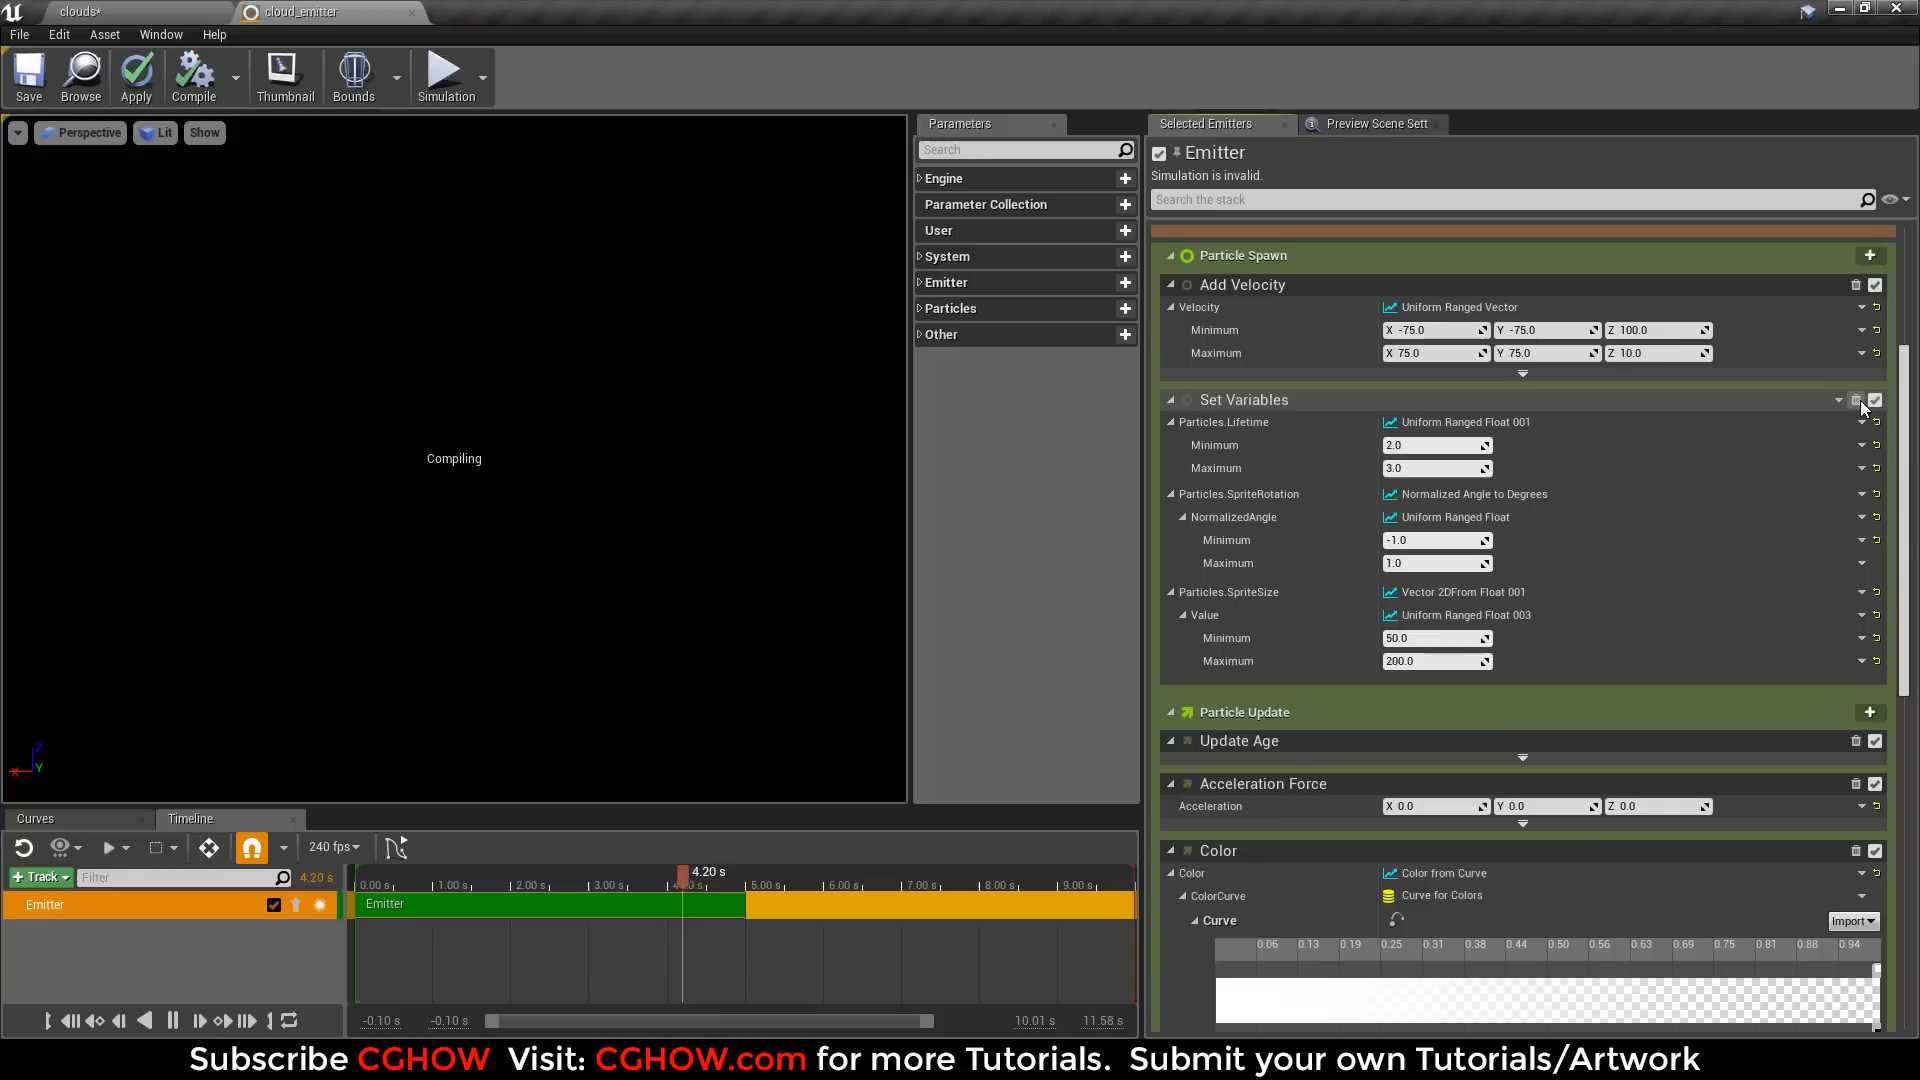 clouds*
cloud_emitter
File Edit Asset Window Help
Save Browse Apply Compile Thumbnail Bounds Simulation
Perspective Lit Show
Compiling
X Z Y
Parameters
Search
Engine
Parameter Collection
User
System
Emitter
Particles
Other
Selected Emitters
Preview Scene Sett
Emitter
Simulation is invalid.
Search the stack
Particle Spawn
Add Velocity
Velocity Uniform Ranged Vector
Minimum X -75.0 Y -75.0 Z 100.0
Maximum X 75.0 Y 75.0 Z 10.0
Set Variables
Particles.Lifetime Uniform Ranged Float 001
Minimum 2.0
Maximum 3.0
Particles.SpriteRotation Normalized Angle to Degrees
NormalizedAngle Uniform Ranged Float
Minimum -1.0
Maximum 1.0
Particles.SpriteSize Vector 2DFrom Float 001
Value Uniform Ranged Float 003
Minimum 50.0
Maximum 200.0
Particle Update
Update Age
Acceleration Force
Acceleration X 0.0 Y 0.0 Z 0.0
Color
Color Color from Curve
ColorCurve Curve for Colors
Curve Import
0.06 0.13 0.19 0.25 0.31 0.38 0.44 0.50 0.56 0.63 0.69 0.75 0.81 0.88 0.94
Curves
Timeline
240 fps
Track Filter 4.20 s
4.20 s
0.00 s 1.00 s 2.00 s 3.00 s 5.00 s 6.00 s 7.00 s 8.00 s 9.00 s
Emitter
Emitter
-0.10 s -0.10 s 10.01 s 11.58 s
Subscribe CGHOW Visit: CGHOW.com for more Tutorials. Submit your own Tutorials/Artwork